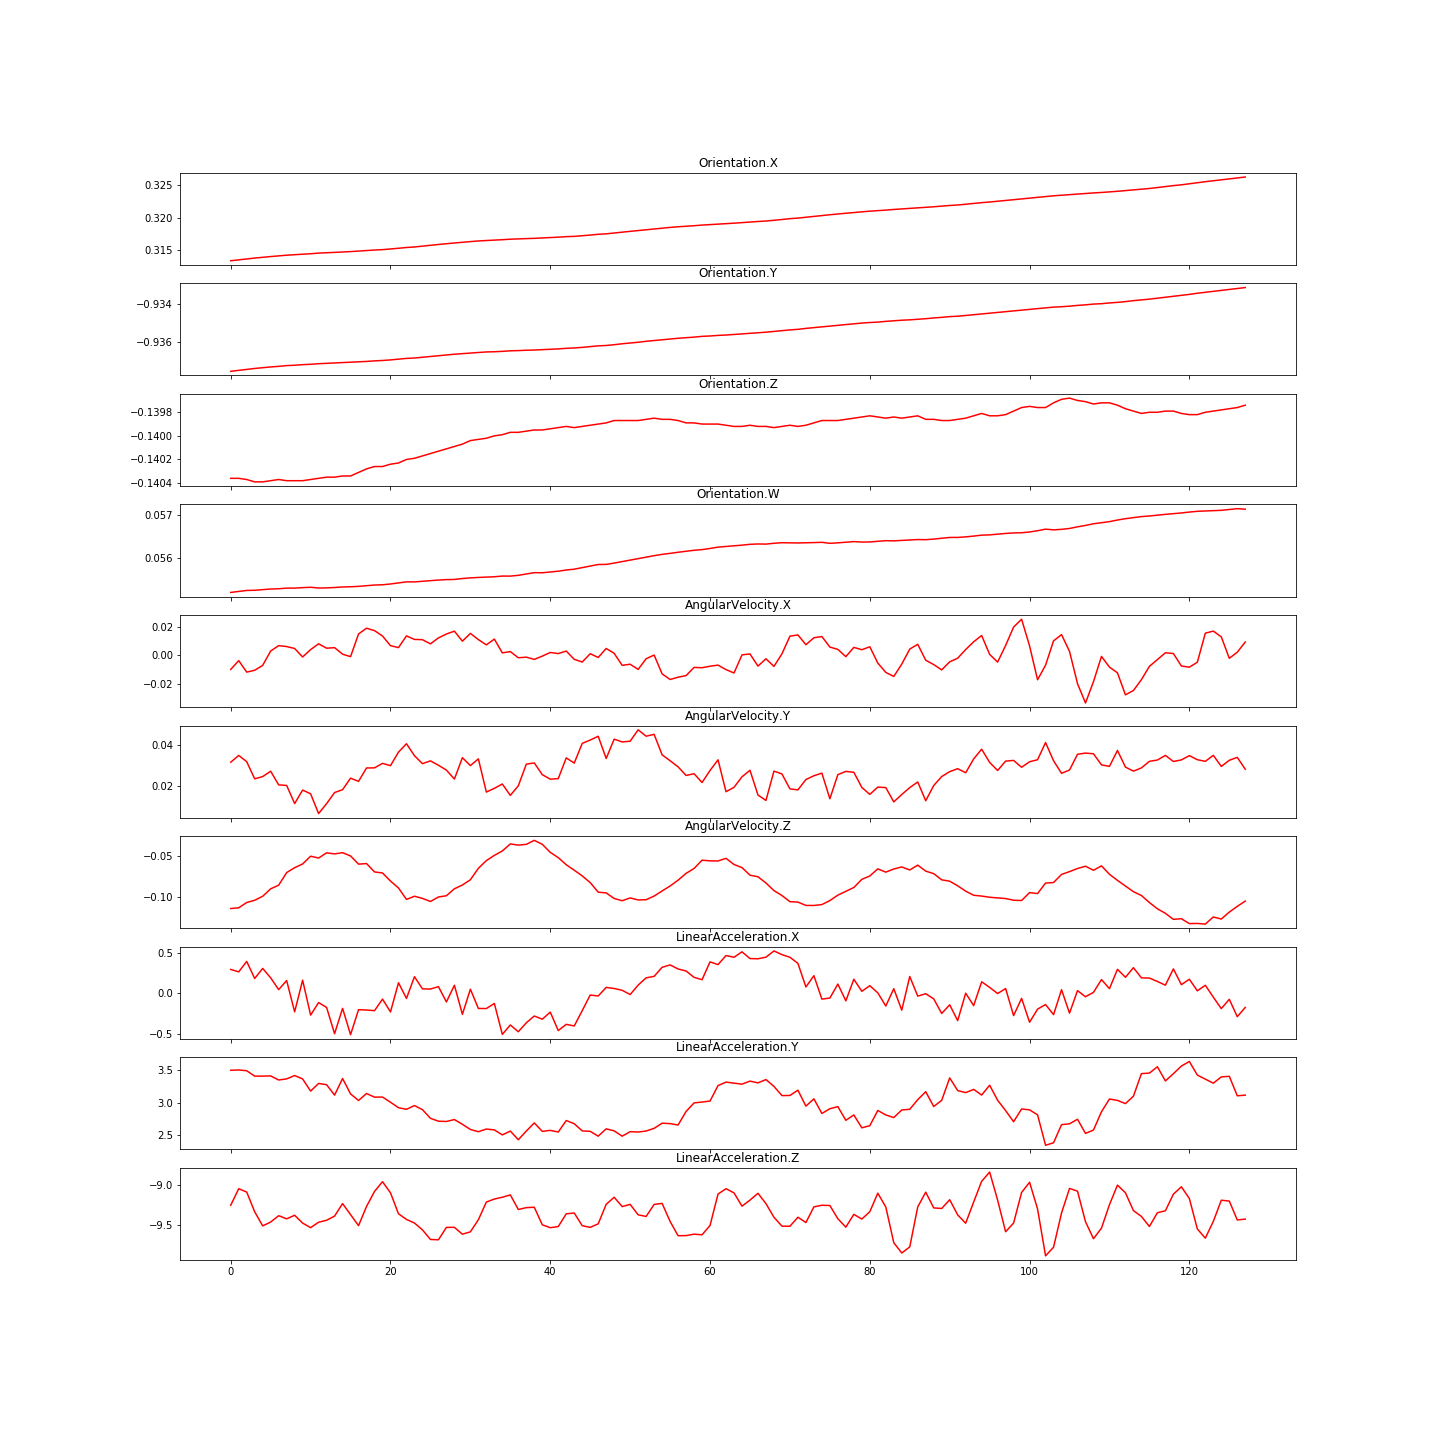 Orientation.X
0.325
0.320
0.315
Orientation.Y
−0.934
−0.936
Orientation.Z
−0.1398
−0.1400
−0.1402
−0.1404
Orientation.W
0.057
0.056
AngularVelocity.X
0.02
0.00
−0.02
AngularVelocity.Y
0.04
0.02
AngularVelocity.Z
−0.05
−0.10
LinearAcceleration.X
0.5
0.0
−0.5
LinearAcceleration.Y
3.5
3.0
2.5
LinearAcceleration.Z
−9.0
−9.5
0 20 40 60 80 100 120